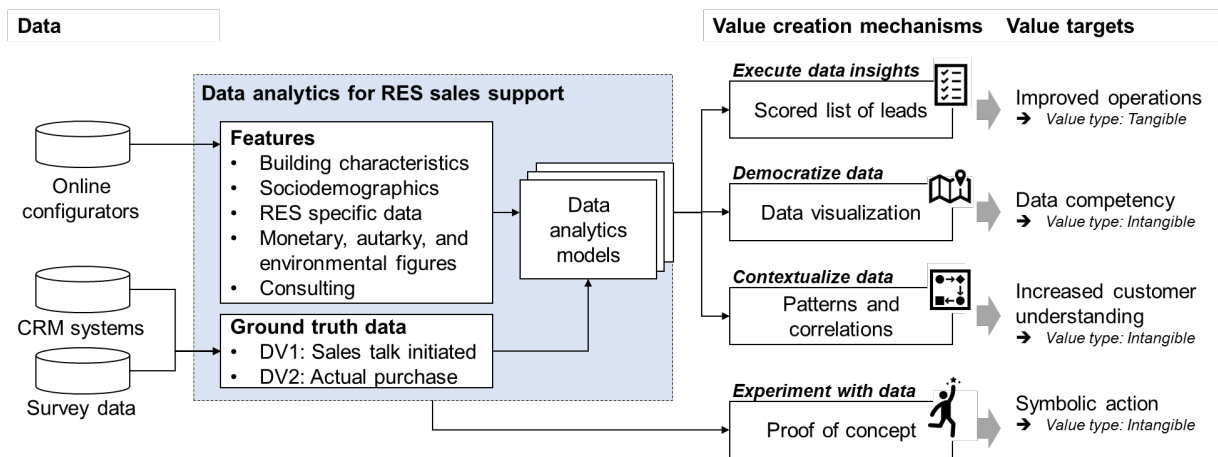 Data
Value creation mechanisms
Value targets
Online
configurators
CRM systems
Survey data
Data analytics for RES sales support
Features
• Building characteristics
• Sociodemographics
• RES specific data
• Monetary, autarky, and
environmental figures
• Consulting
Ground truth data
• DV1: Sales talk initiated
• DV2: Actual purchase
Data
analytics
models
Execute data insights
Scored list of leads
Improved operations
➔ Value type: Tangible
Democratize data
Data visualization
Data competency
➔ Value type: Intangible
Contextualize data
Patterns and
correlations
Increased customer
understanding
➔ Value type: Intangible
Experiment with data
Proof of concept
Symbolic action
➔ Value type: Intangible